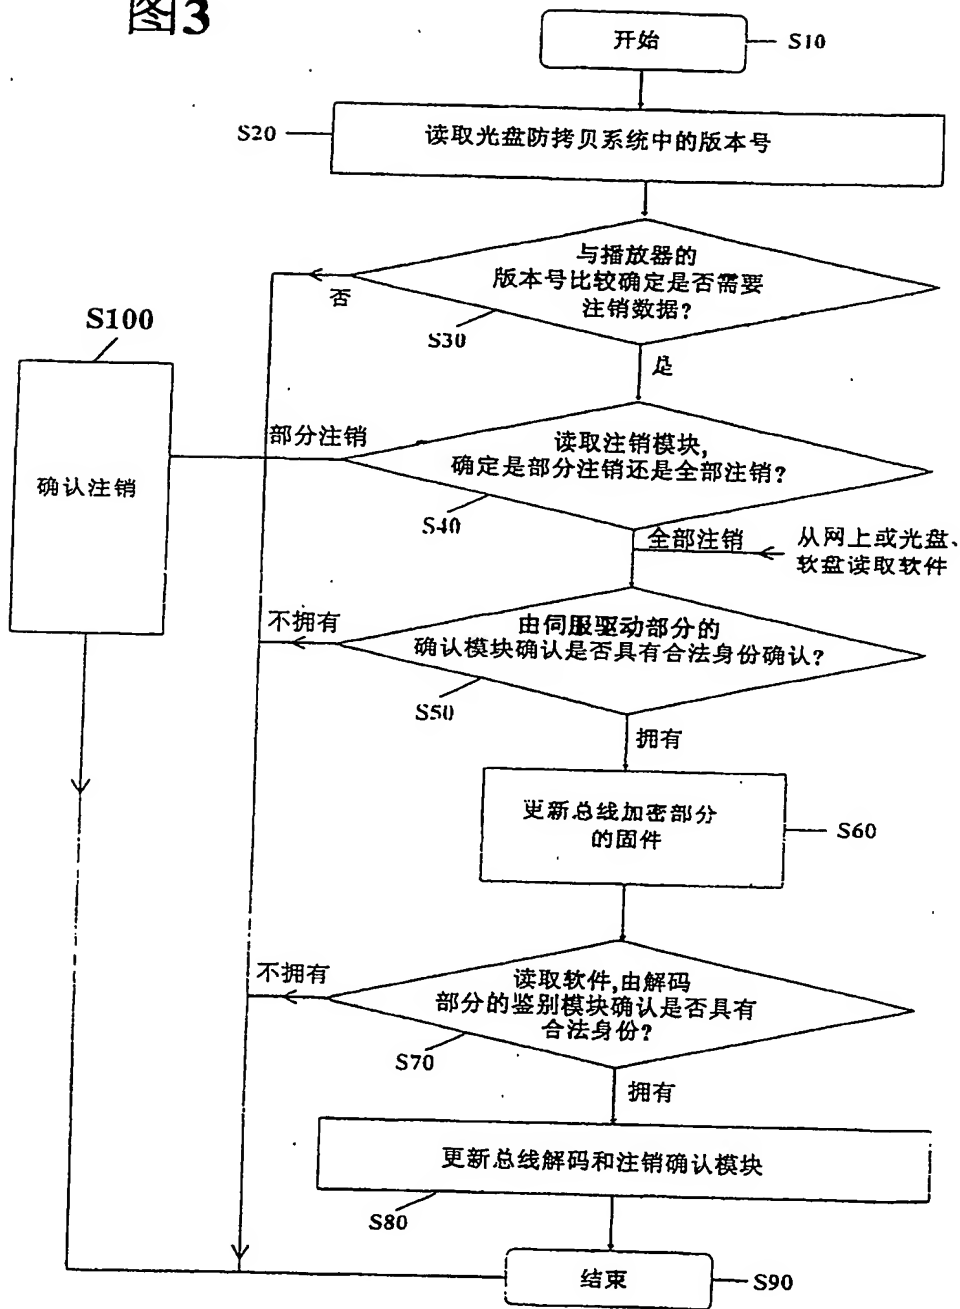 图3
开始
S10
S20
读取光盘防拷贝系统中的版本号
与播放器的
版本号比较确定是否需要
注销数据?
否
S30
是
S100
确认注销
部分注销
读取注销模块,
确定是部分注销还是全部注销?
S40
全部注销
从网上或光盘、
软盘读取软件
不拥有
由伺服驱动部分的
确认模块确认是否具有合法身份确认?
S50
拥有
更新总线加密部分
的固件
S60
不拥有
读取软件,由解码
部分的鉴别模块确认是否具有
合法身份?
S70
拥有
更新总线解码和注销确认模块
S80
结束
S90